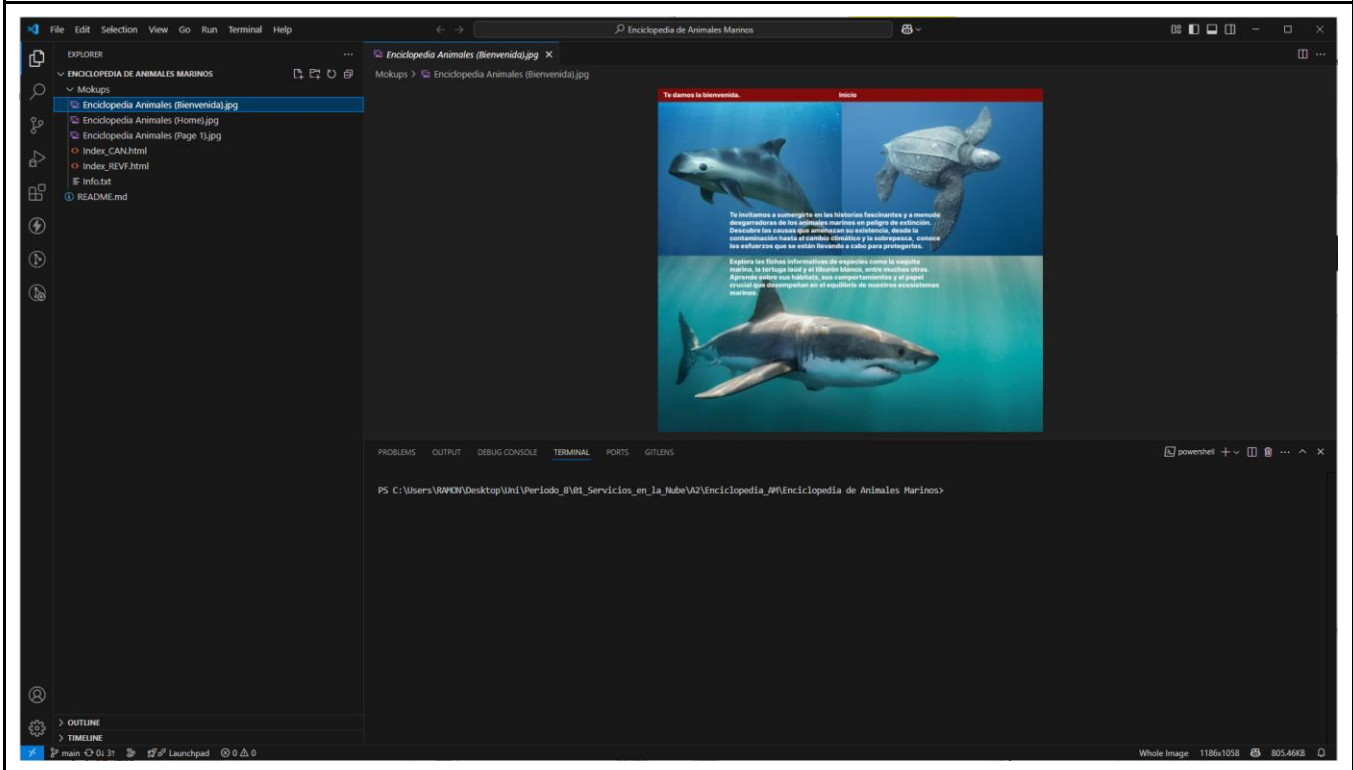 File Edit Selection View Go Run Terminal Help
Enciclopedia de Animales Marinos
EXPLORER
ENCICLOPEDIA DE ANIMALES MARINOS
Mokups
Enciclopedia Animales (Bienvenida).jpg
Enciclopedia Animales (Home).jpg
Enciclopedia Animales (Page 1).jpg
Index_CAN.html
Index_REVF.html
Info.txt
README.md
Enciclopedia Animales (Bienvenida).jpg
Mokups > Enciclopedia Animales (Bienvenida).jpg
Te damos la bienvenida. Inicio
Te invitamos a sumergirte en las historias fascinantes y a menudo
desgarradoras de los animales marinos en peligro de extinción.
Descubre las causas que amenazan su existencia, desde la
contaminación hasta el cambio climático y la sobrepesca, conoce
los esfuerzos que se están llevando a cabo para protegerlos.
Explora las fichas informativas de especies como la vaquita
marina, la tortuga laúd y el tiburón blanco, entre muchas otras.
Aprende sobre sus hábitats, sus comportamientos y el papel
crucial que desempeñan en el equilibrio de nuestros ecosistemas
marinos.
PROBLEMS OUTPUT DEBUG CONSOLE TERMINAL PORTS GITLENS
powershell
PS C:\Users\RAMON\Desktop\Uni\Periodo_8\01_Servicios_en_la_Nube\A2\Enciclopedia_AM\Enciclopedia de Animales Marinos>
OUTLINE
TIMELINE
main 0↓ 3↑ Launchpad 0 0 Whole Image 1186x1058 805.46KB